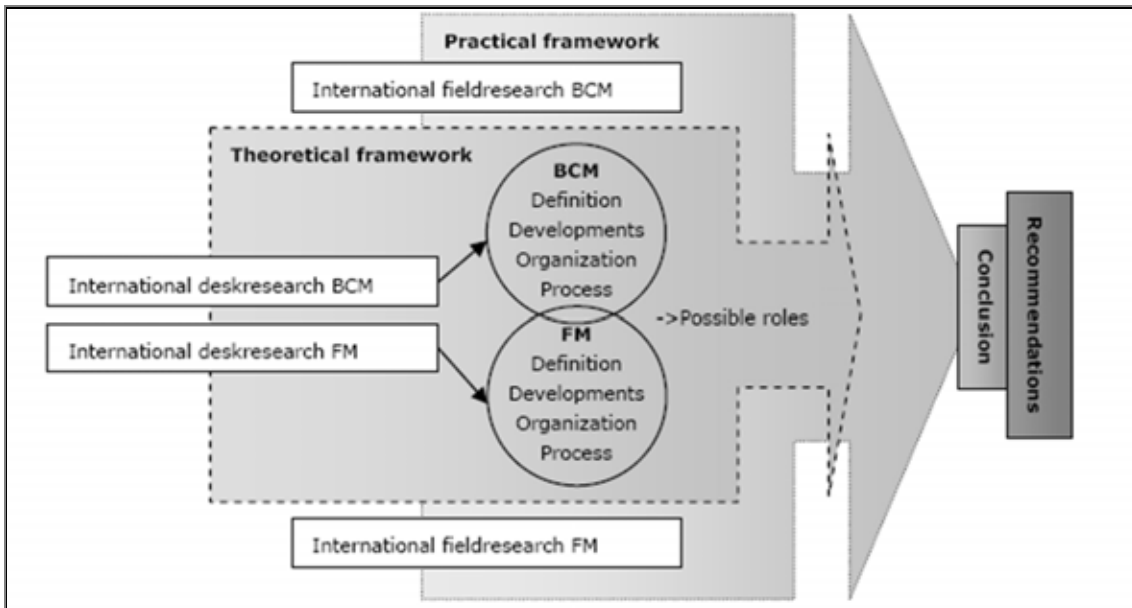 Practical framework
International fieldresearch BCM
Theoretical framework
BCM
Definition
Developments
Organization
Process
International deskresearch BCM
International deskresearch FM
->Possible roles
FM
Definition
Developments
Organization
Process
International fieldresearch FM
Conclusion
Recommendations